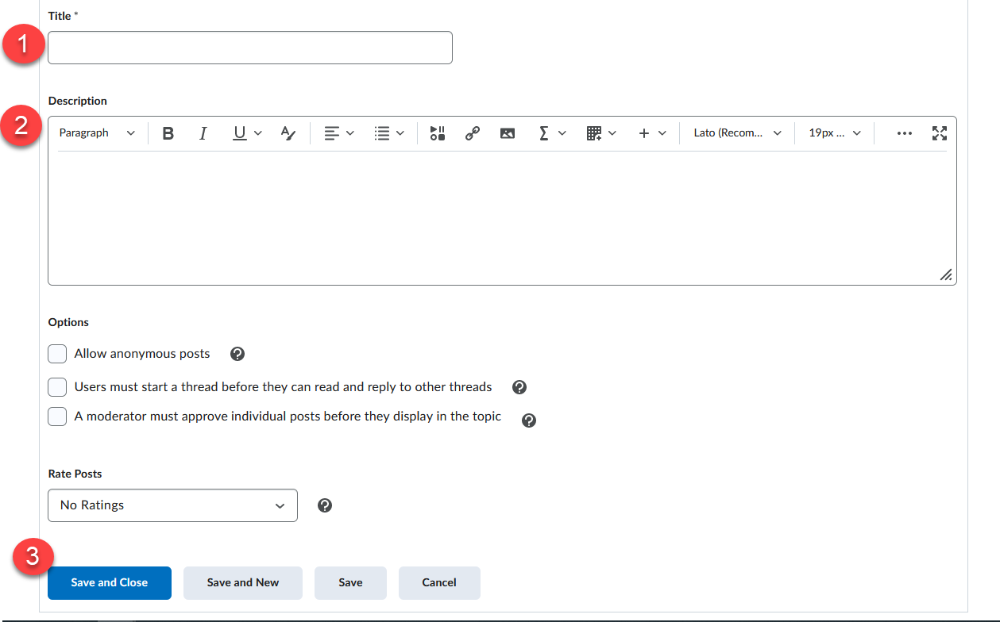 Title *
1
Description
2
Paragraph B I U A Σ + Lato (Recom... 19px ... ...
Options
Allow anonymous posts ?
Users must start a thread before they can read and reply to other threads ?
A moderator must approve individual posts before they display in the topic ?
Rate Posts
No Ratings ?
3
Save and Close Save and New Save Cancel